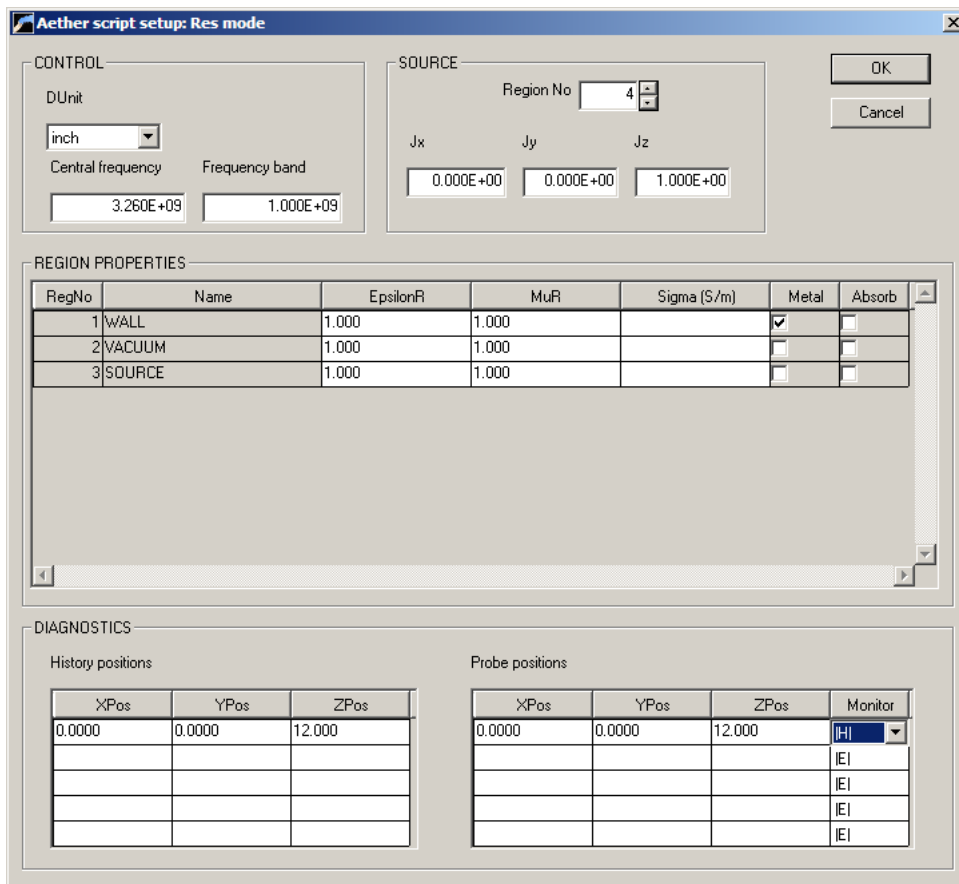 Aether script setup: Res mode
CONTROL
DUnit
inch
Central frequency Frequency band
3.260E+09 1.000E+09
SOURCE
Region No 4
Jx Jy Jz
0.000E+00 0.000E+00 1.000E+00
OK
Cancel
REGION PROPERTIES
RegNo Name EpsilonR MuR Sigma (S/m) Metal Absorb
1 WALL 1.000 1.000
2 VACUUM 1.000 1.000
3 SOURCE 1.000 1.000
DIAGNOSTICS
History positions
XPos YPos ZPos
0.0000 0.0000 12.000
Probe positions
XPos YPos ZPos Monitor
0.0000 0.0000 12.000 |H|
|E|
|E|
|E|
|E|